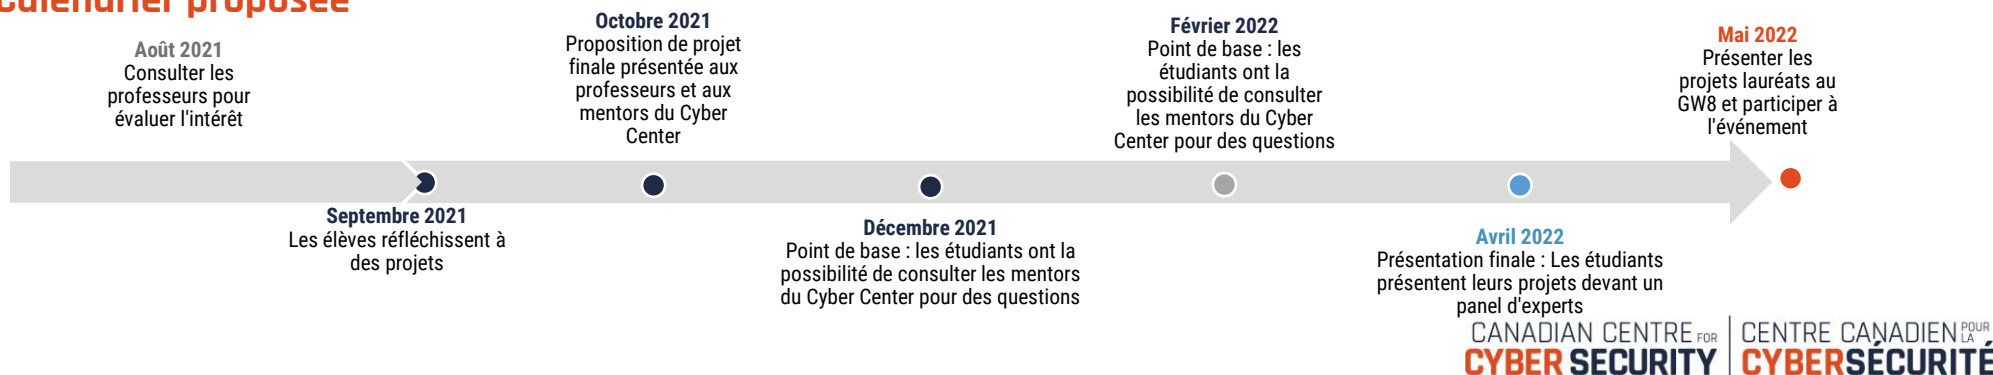 Calendrier proposée
Août 2021
Consulter les
professeurs pour
évaluer l'intérêt
Septembre 2021
Les élèves réfléchissent à
des projets
Octobre 2021
Proposition de projet
finale présentée aux
professeurs et aux
mentors du Cyber
Center
Décembre 2021
Point de base : les étudiants ont la
possibilité de consulter les mentors
du Cyber Center pour des questions
Février 2022
Point de base : les
étudiants ont la
possibilité de consulter
les mentors du Cyber
Center pour des questions
Avril 2022
Présentation finale : Les étudiants
présentent leurs projets devant un
panel d'experts
Mai 2022
Présenter les
projets lauréats au
GW8 et participer à
l'événement
CANADIAN CENTRE FOR
CYBER SECURITY
CENTRE CANADIEN POUR LA
CYBERSÉCURITÉ